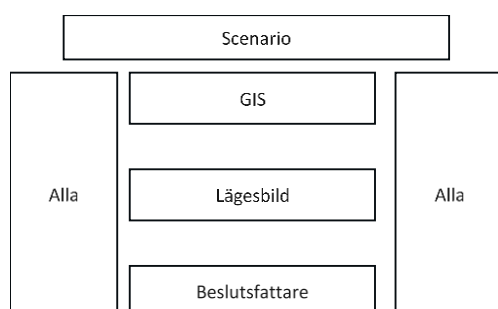 Scenario
GIS
Alla
Lägesbild
Alla
Beslutsfattare